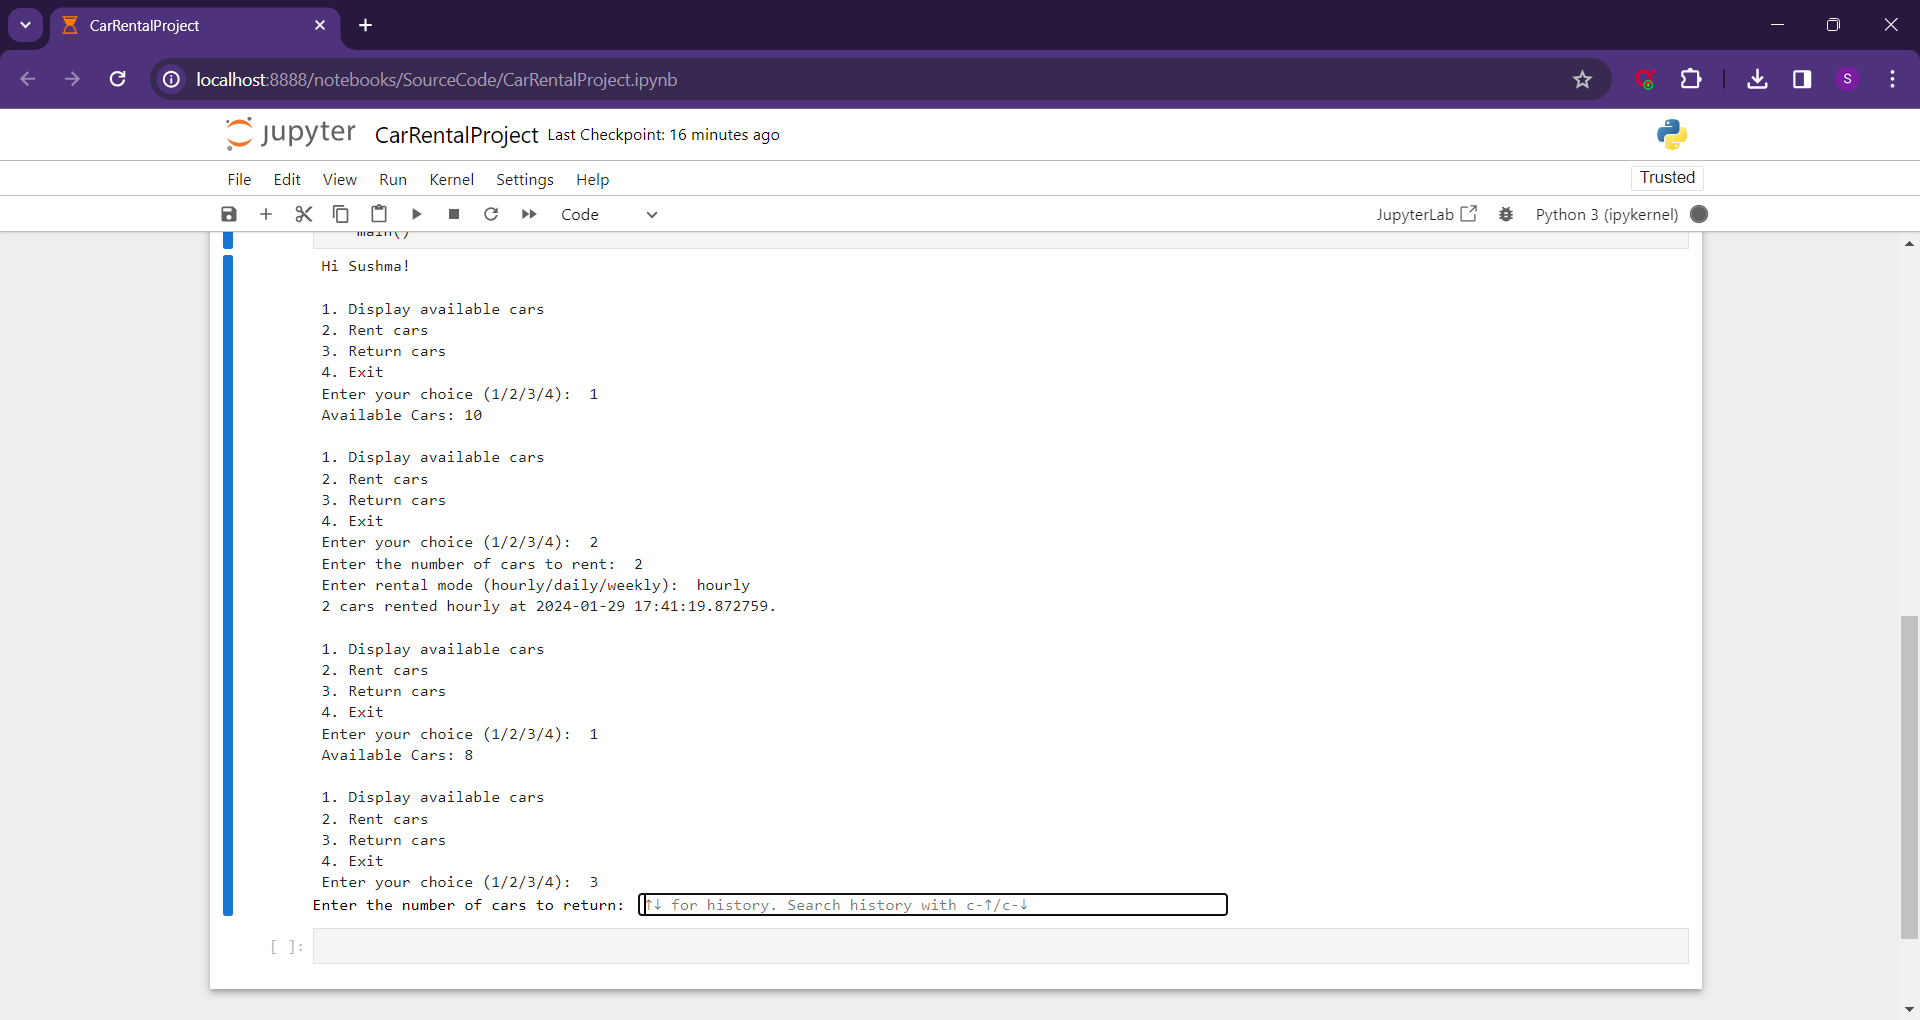 CarRentalProject
localhost:8888/notebooks/SourceCode/CarRentalProject.ipynb
S
jupyter CarRentalProject Last Checkpoint: 16 minutes ago
File Edit View Run Kernel Settings Help
Trusted
Code
JupyterLab Python 3 (ipykernel)
main()
Hi Sushma!
1. Display available cars
2. Rent cars
3. Return cars
4. Exit
Enter your choice (1/2/3/4):  1
Available Cars: 10
1. Display available cars
2. Rent cars
3. Return cars
4. Exit
Enter your choice (1/2/3/4):  2
Enter the number of cars to rent:  2
Enter rental mode (hourly/daily/weekly):  hourly
2 cars rented hourly at 2024-01-29 17:41:19.872759.
1. Display available cars
2. Rent cars
3. Return cars
4. Exit
Enter your choice (1/2/3/4):  1
Available Cars: 8
1. Display available cars
2. Rent cars
3. Return cars
4. Exit
Enter your choice (1/2/3/4):  3
Enter the number of cars to return: ↑↓ for history. Search history with c-↑/c-↓
[ ]: